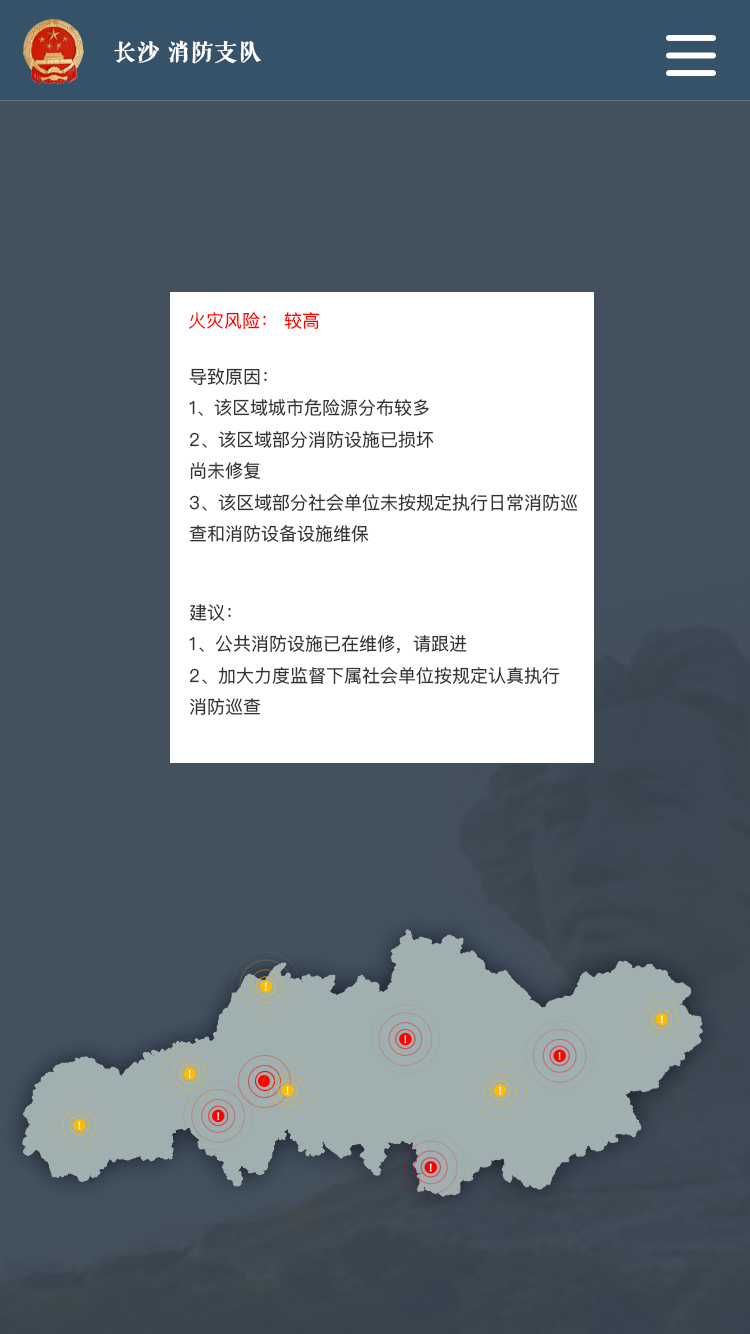 长沙 消防支队
火灾风险： 较高
导致原因：
1、该区域城市危险源分布较多
2、该区域部分消防设施已损坏
尚未修复
3、该区域部分社会单位未按规定执行日常消防巡
查和消防设备设施维保
建议：
1、公共消防设施已在维修，请跟进
2、加大力度监督下属社会单位按规定认真执行
消防巡查